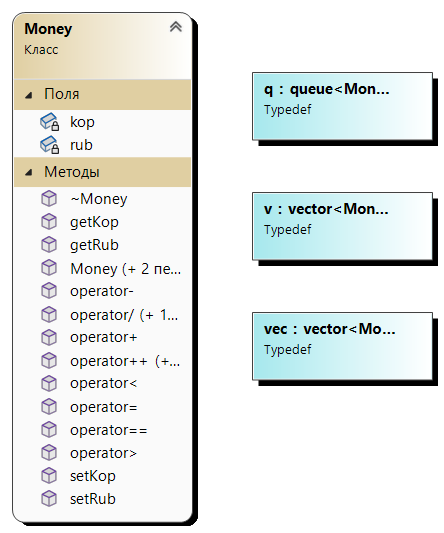 Money
Класс
Поля
kop
rub
Методы
~Money
getKop
getRub
Money (+ 2 пе...
operator-
operator/ (+ 1...
operator+
operator++ (+...
operator<
operator=
operator==
operator>
setKop
setRub
q : queue<Mon...
Typedef
v : vector<Mon...
Typedef
vec : vector<Mo...
Typedef